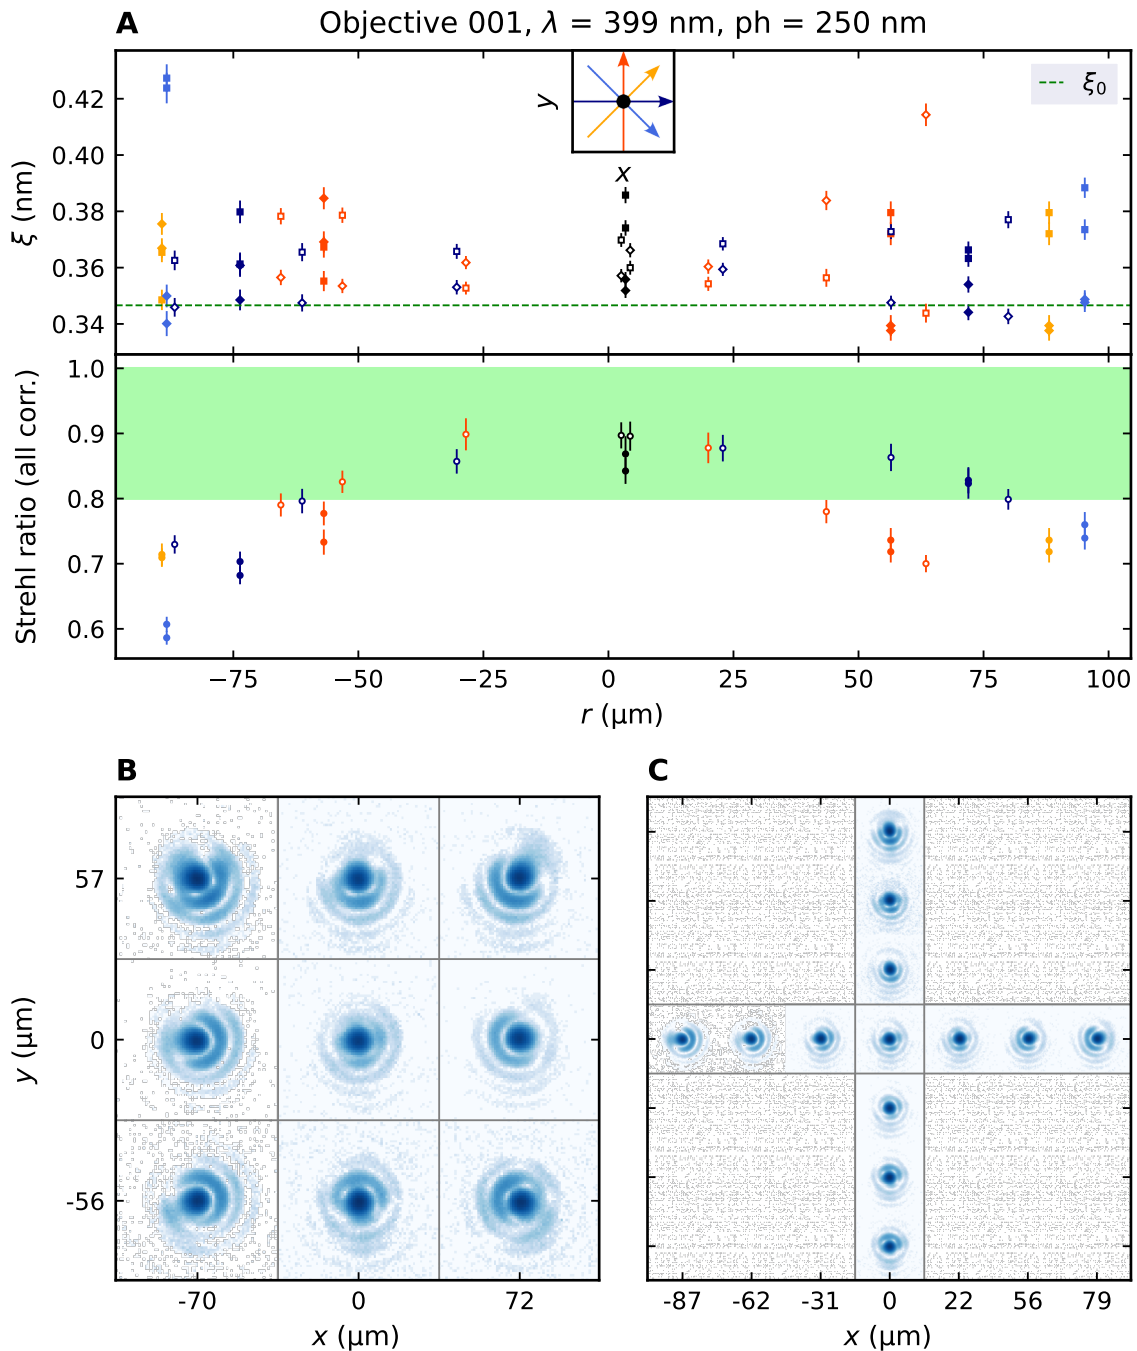 A
Objective 001, λ = 399 nm, ph = 250 nm
ξ (nm)
0.42
0.40
0.38
0.36
0.34
y
x
ξ₀
Strehl ratio (all corr.)
1.0
0.9
0.8
0.7
0.6
−75 −50 −25 0 25 50 75 100
r (μm)
B
y (μm)
57
0
-56
-70 0 72
x (μm)
C
-87 -62 -31 0 22 56 79
x (μm)